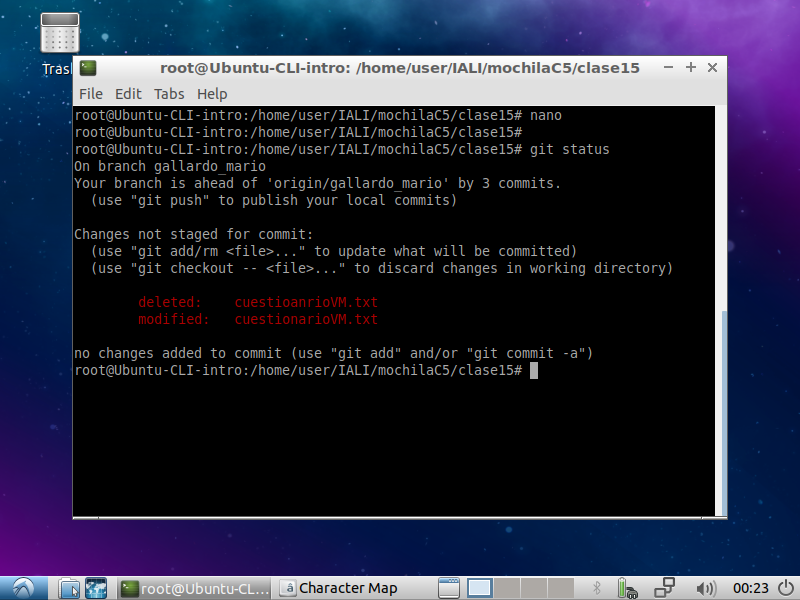 Trash
root@Ubuntu-CLI-intro: /home/user/IALI/mochilaC5/clase15
File Edit Tabs Help
root@Ubuntu-CLI-intro:/home/user/IALI/mochilaC5/clase15# nano
root@Ubuntu-CLI-intro:/home/user/IALI/mochilaC5/clase15#
root@Ubuntu-CLI-intro:/home/user/IALI/mochilaC5/clase15# git status
On branch gallardo_mario
Your branch is ahead of 'origin/gallardo_mario' by 3 commits.
(use "git push" to publish your local commits)
Changes not staged for commit:
(use "git add/rm <file>..." to update what will be committed)
(use "git checkout -- <file>..." to discard changes in working directory)
deleted: cuestioanrioVM.txt
modified: cuestionarioVM.txt
no changes added to commit (use "git add" and/or "git commit -a")
root@Ubuntu-CLI-intro:/home/user/IALI/mochilaC5/clase15#
root@Ubuntu-CL... Character Map 00:23